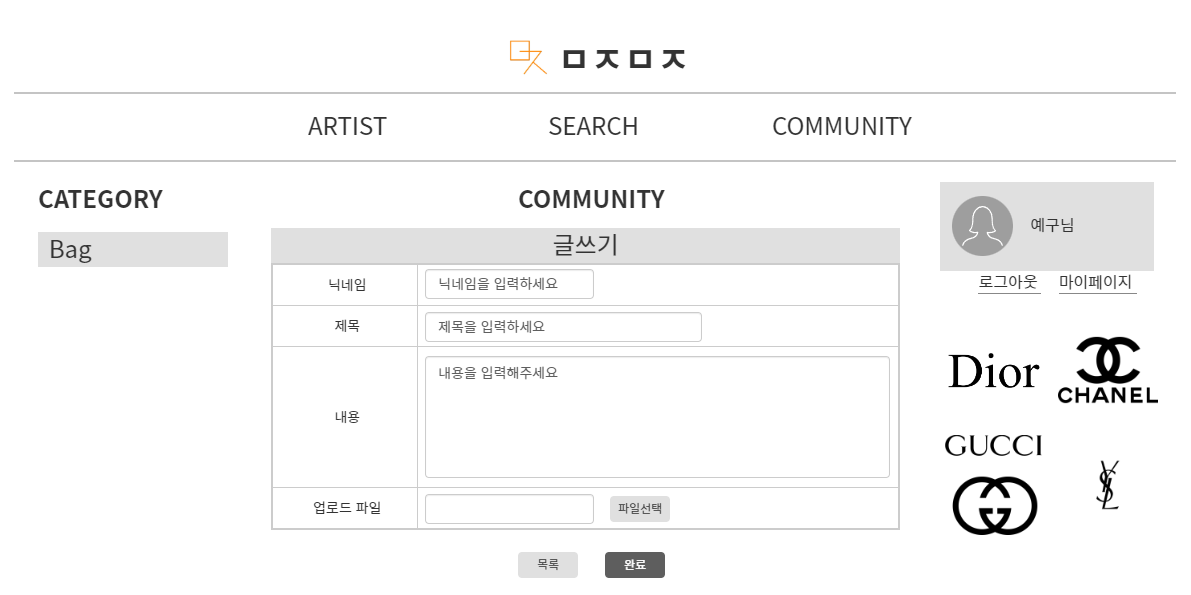 ㅁㅈㅁㅈ
ARTIST SEARCH COMMUNITY
CATEGORY
Bag
COMMUNITY
글쓰기
닉네임 닉네임을 입력하세요
제목 제목을 입력하세요
내용 내용을 입력해주세요
업로드 파일 파일선택
목록 완료
예구님
로그아웃 마이페이지
Dior
CHANEL
GUCCI
YSL